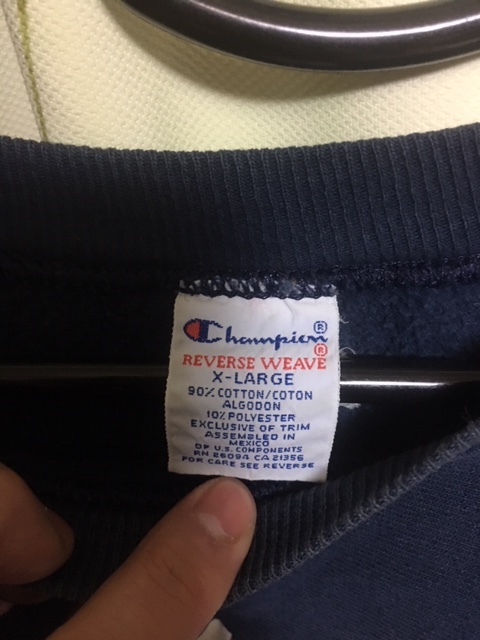 Champion®
REVERSE WEAVE®
X-LARGE
90% COTTON/COTON
ALGODON
10% POLYESTER
EXCLUSIVE OF TRIM
ASSEMBLED IN
MEXICO
OF U.S. COMPONENTS
RN 26094 CA 21356
FOR CARE SEE REVERSE